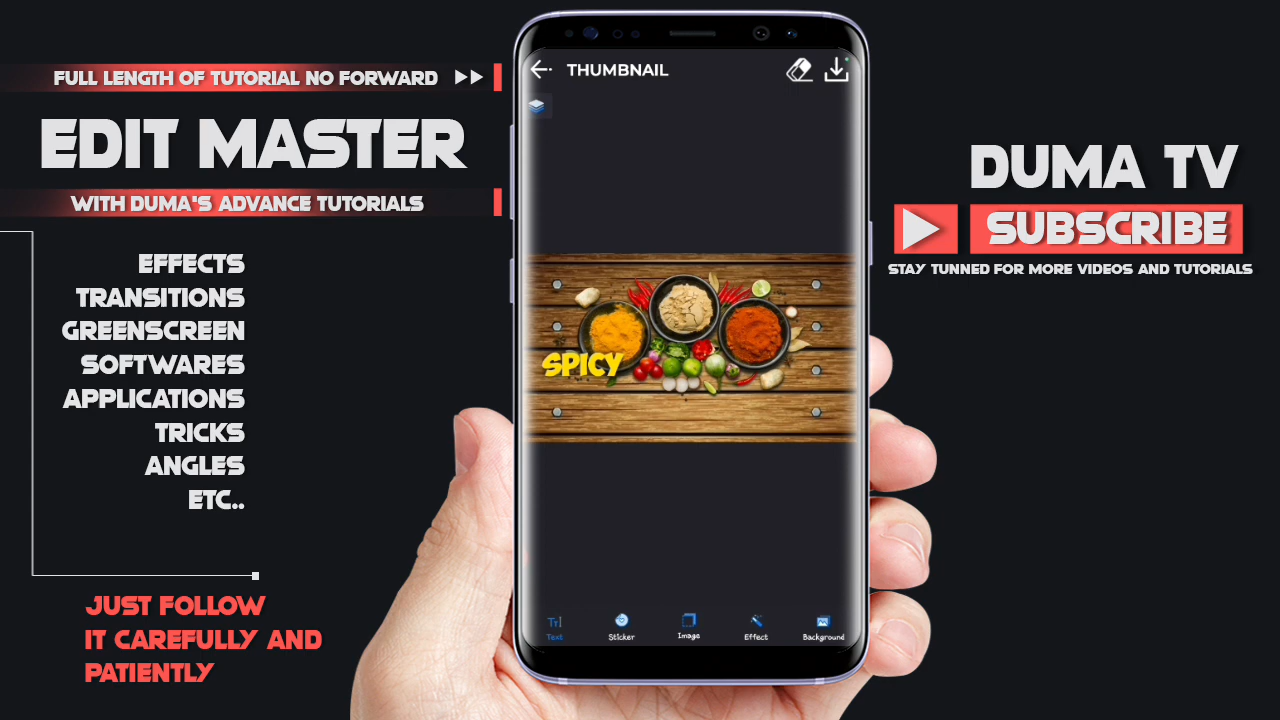 FULL LENGTH OF TUTORIAL NO FORWARD
EDIT MASTER
WITH DUMA'S ADVANCE TUTORIALS
EFFECTS
TRANSITIONS
GREENSCREEN
SOFTWARES
APPLICATIONS
TRICKS
ANGLES
ETC..
JUST FOLLOW
IT CAREFULLY AND
PATIENTLY
THUMBNAIL
SPICY
Text
Sticker
Image
Effect
Background
DUMA TV
SUBSCRIBE
STAY TUNNED FOR MORE VIDEOS AND TUTORIALS